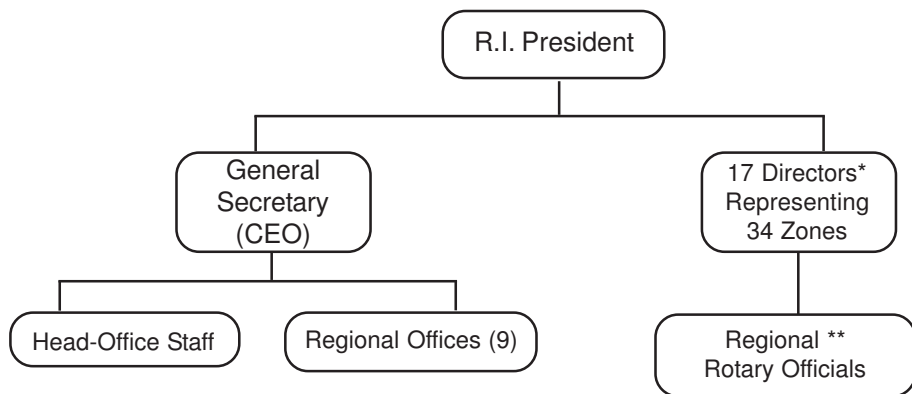 R.I. President
General
Secretary
(CEO)
17 Directors*
Representing
34 Zones
Head-Office Staff
Regional Offices (9)
Regional **
Rotary Officials